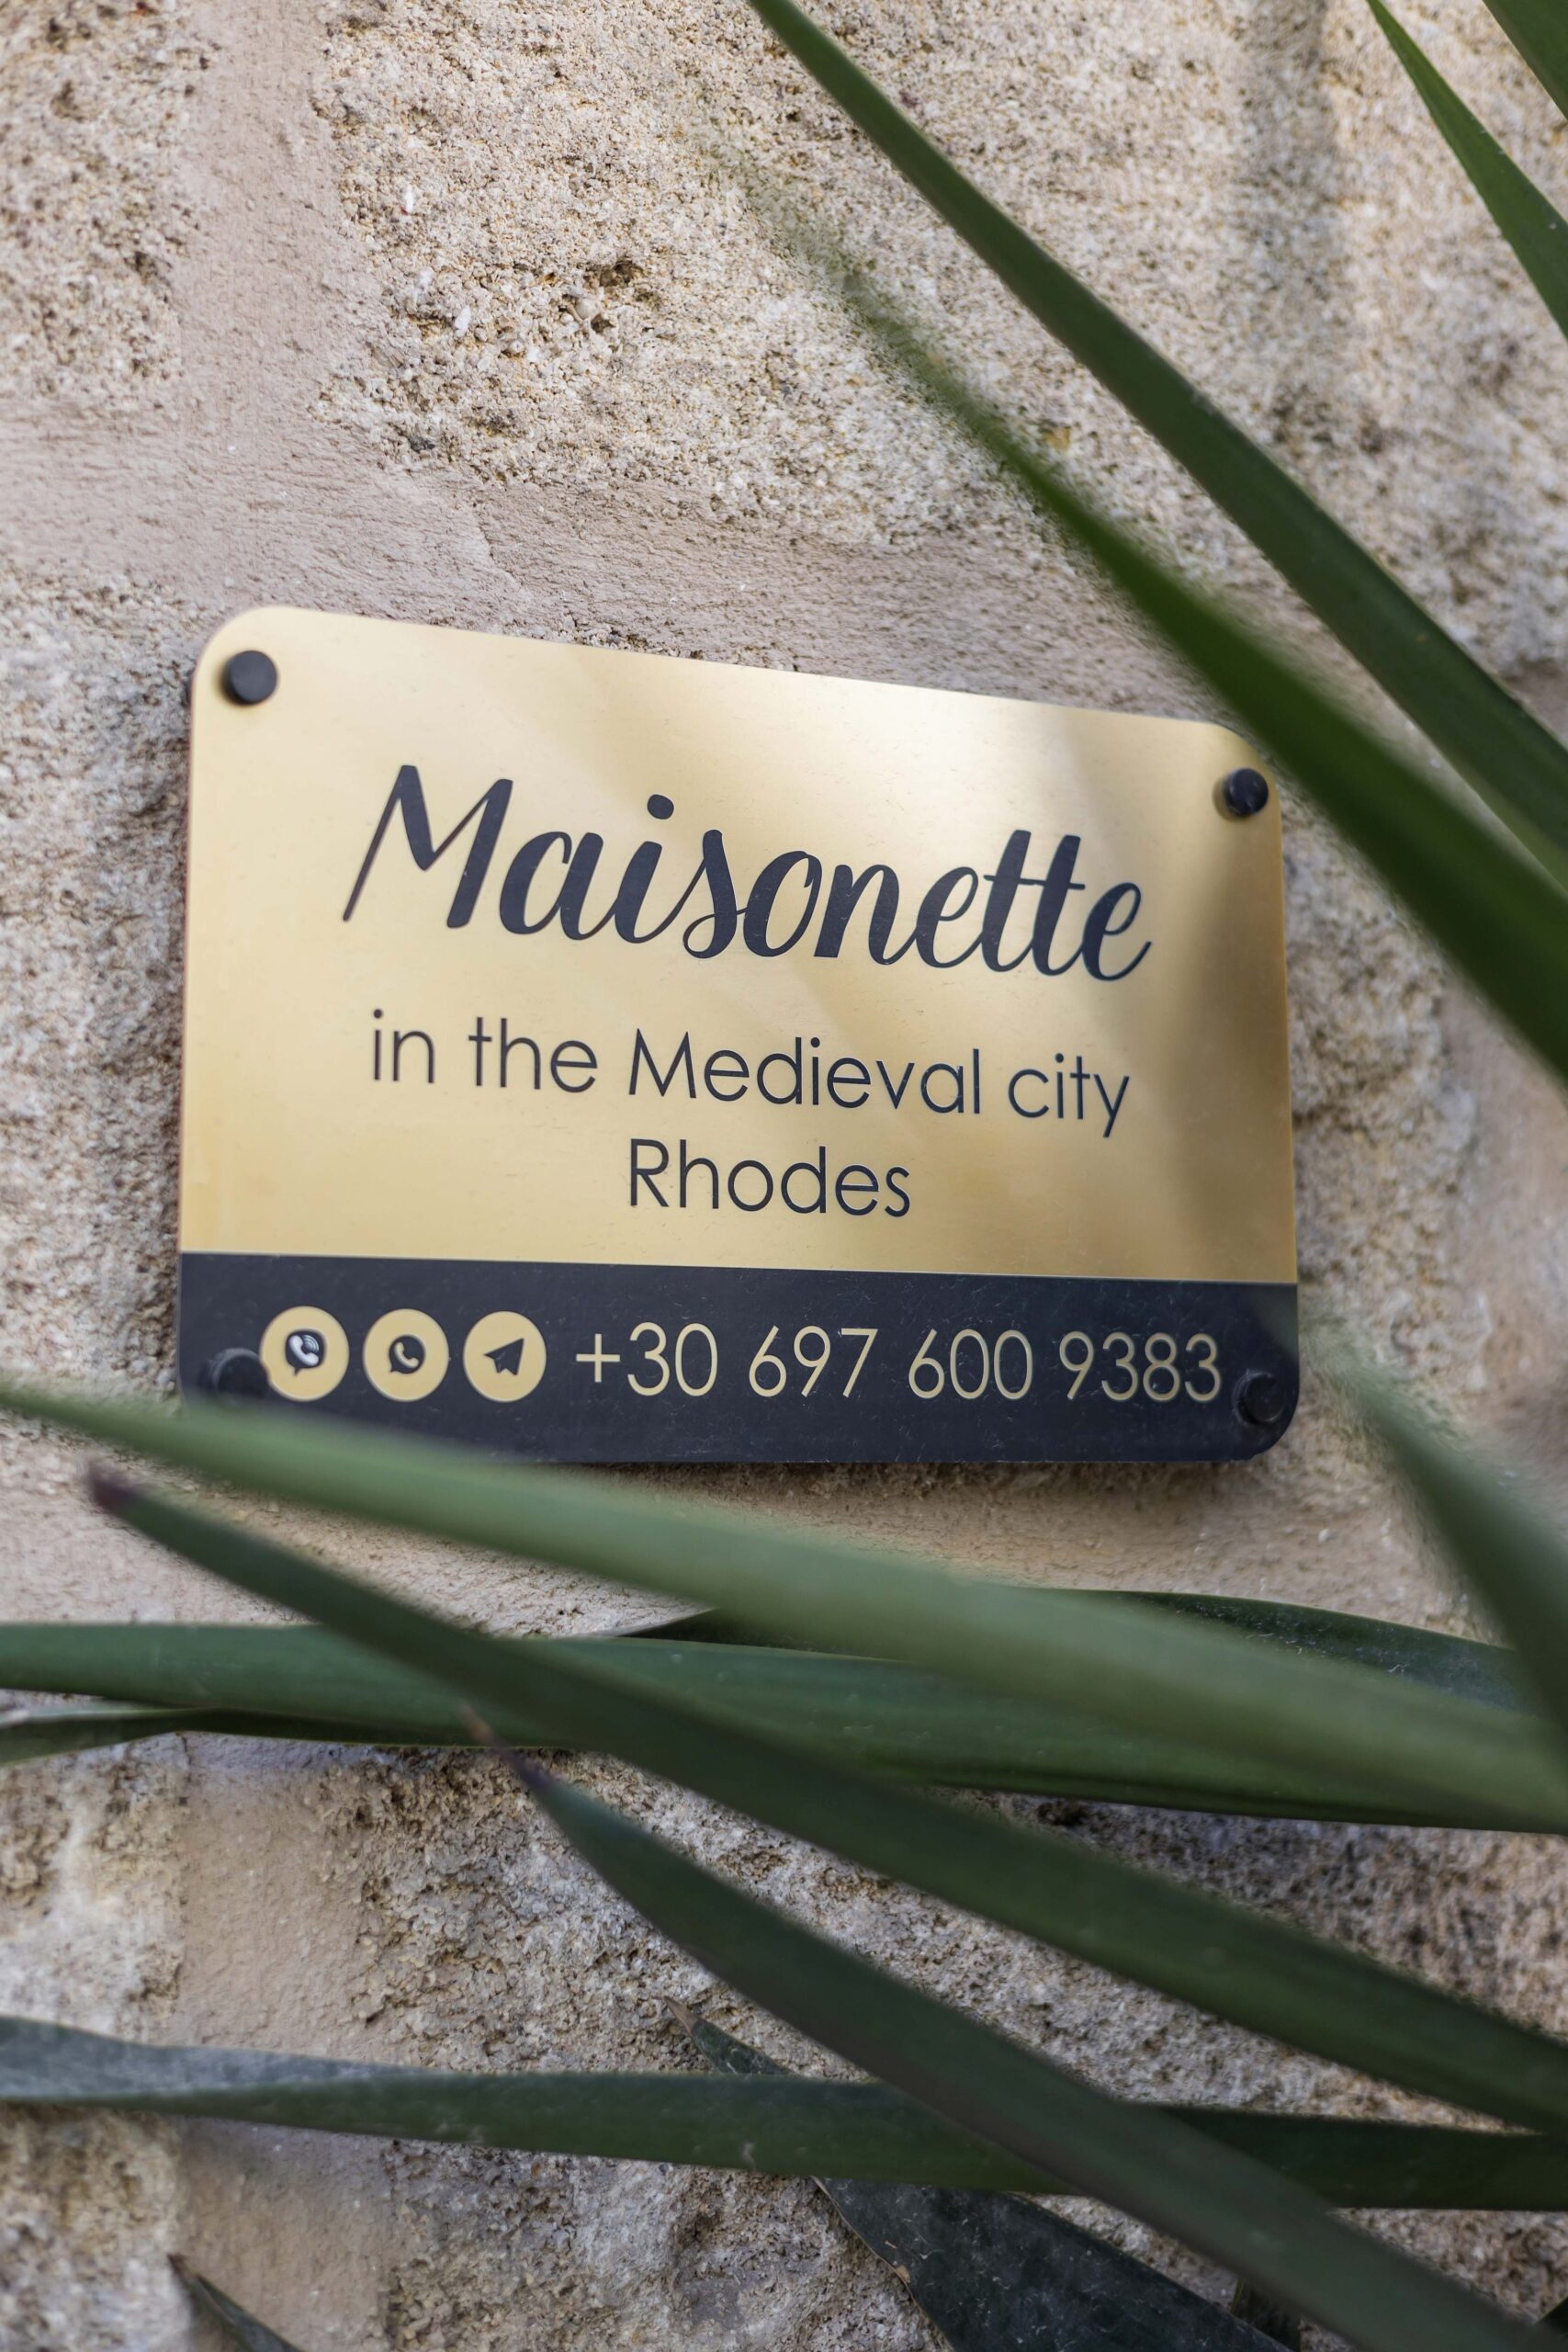 Maisonette
in the Medieval city
Rhodes
+30 697 600 9383